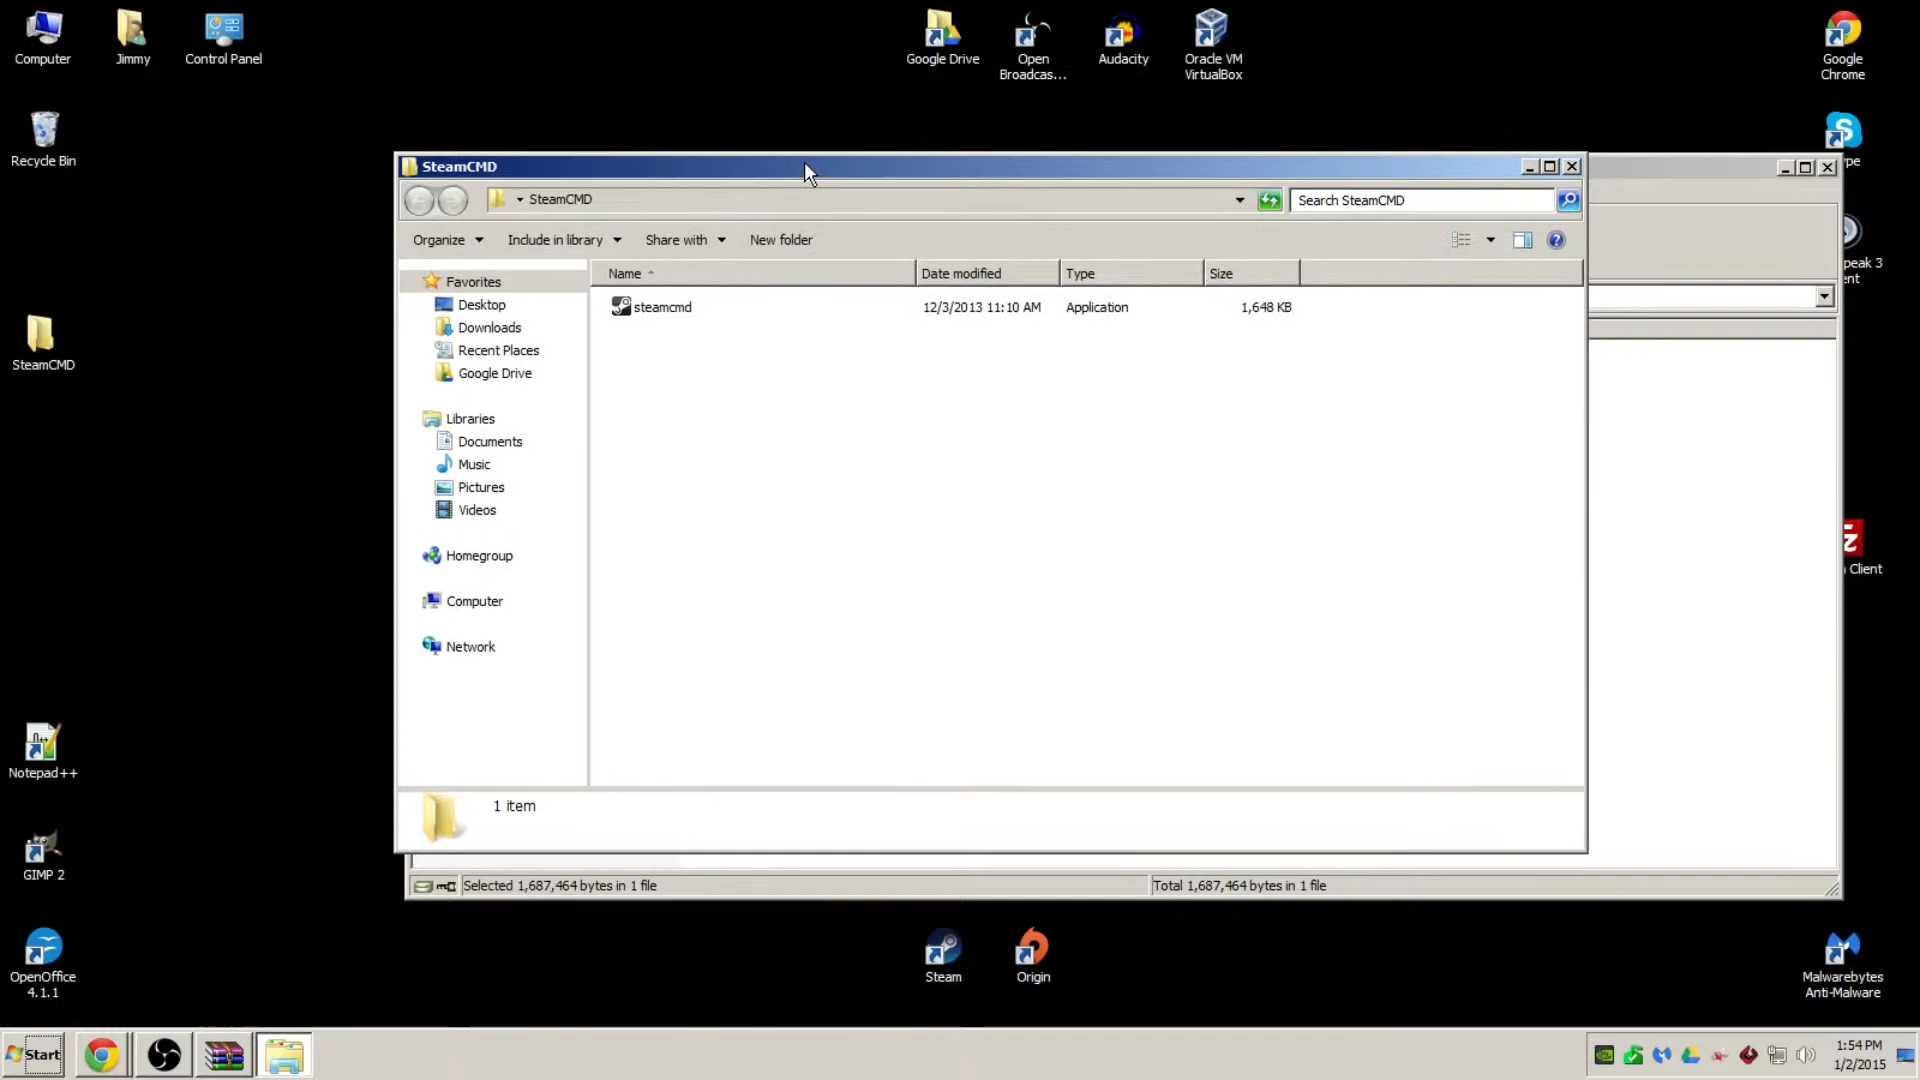 Computer
Jimmy
Control Panel
Google Drive
Open
Broadcas...
Audacity
Oracle VM
VirtualBox
Google
Chrome
Recycle Bin
pe
SteamCMD
SteamCMD
Search SteamCMD
Organize
Include in library
Share with
New folder
Name
Date modified
Type
Size
steamcmd
12/3/2013 11:10 AM
Application
1,648 KB
Favorites
Desktop
Downloads
Recent Places
Google Drive
Libraries
Documents
Music
Pictures
Videos
Homegroup
Computer
Network
1 item
peak 3
ent
SteamCMD
Client
Notepad++
GIMP 2
Selected 1,687,464 bytes in 1 file
Total 1,687,464 bytes in 1 file
OpenOffice
4.1.1
Steam
Origin
Malwarebytes
Anti-Malware
Start
1:54 PM
1/2/2015